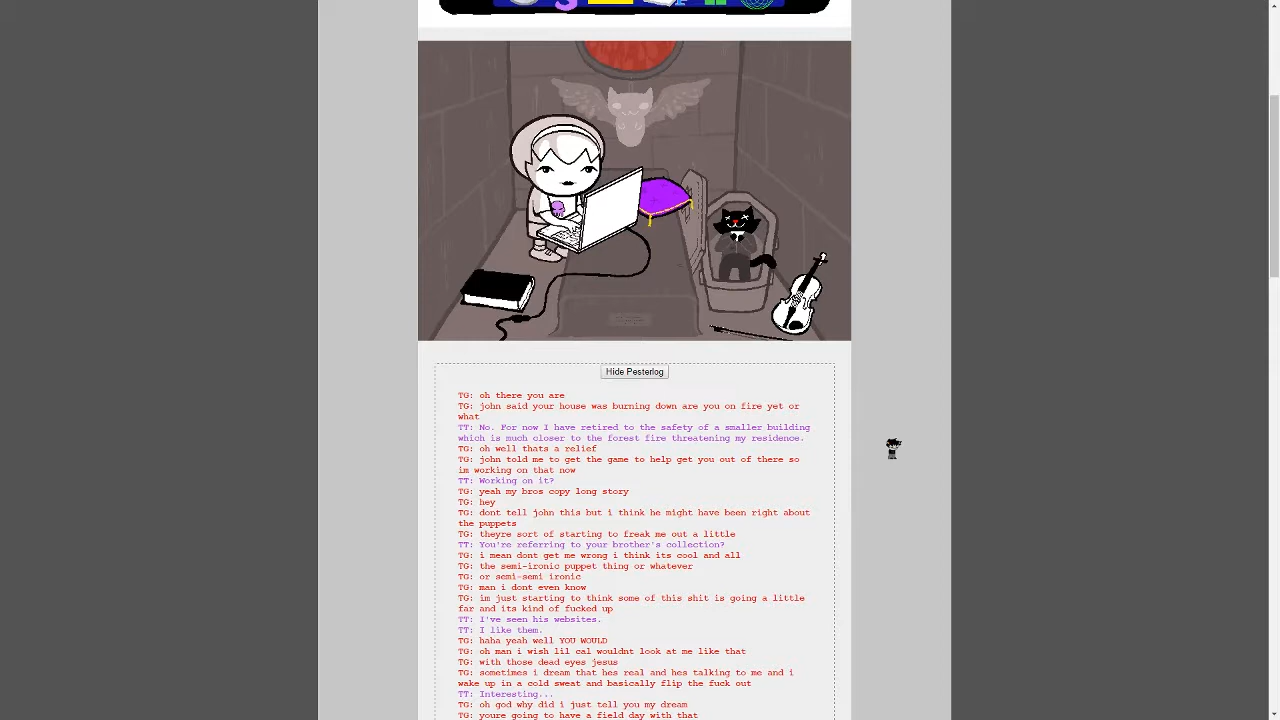 Hide Pesterlog
TG: oh there you are
TG: john said your house was burning down are you on fire yet or
what
TT: No. For now I have retired to the safety of a smaller building
which is much closer to the forest fire threatening my residence.
TG: oh well thats a relief
TG: john told me to get the game to help get you out of there so
im working on that now
TT: Working on it?
TG: yeah my bros copy long story
TG: hey
TG: dont tell john this but i think he might have been right about
the puppets
TG: theyre sort of starting to freak me out a little
TT: You're referring to your brother's collection?
TG: i mean dont get me wrong i think its cool and all
TG: the semi-ironic puppet thing or whatever
TG: or semi-semi ironic
TG: man i dont even know
TG: im just starting to think some of this shit is going a little
far and its kind of fucked up
TT: I've seen his websites.
TT: I like them.
TG: haha yeah well YOU WOULD
TG: oh man i wish lil cal wouldnt look at me like that
TG: with those dead eyes jesus
TG: sometimes i dream that hes real and hes talking to me and i
wake up in a cold sweat and basically flip the fuck out
TT: Interesting...
TG: oh god why did i just tell you my dream
TG: youre going to have a field day with that